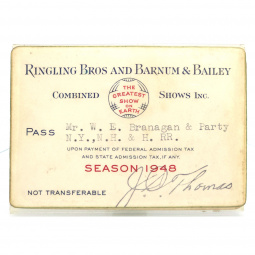 RINGLING BROS AND BARNUM & BAILEY
COMBINED THE GREATEST SHOW ON EARTH SHOWS INC.
PASS Mr. W. E. Branagan & Party
N.Y.,N.H. & H. RR.
UPON PAYMENT OF FEDERAL ADMISSION TAX
AND STATE ADMISSION TAX, IF ANY
SEASON 1948
NOT TRANSFERABLE Thomas